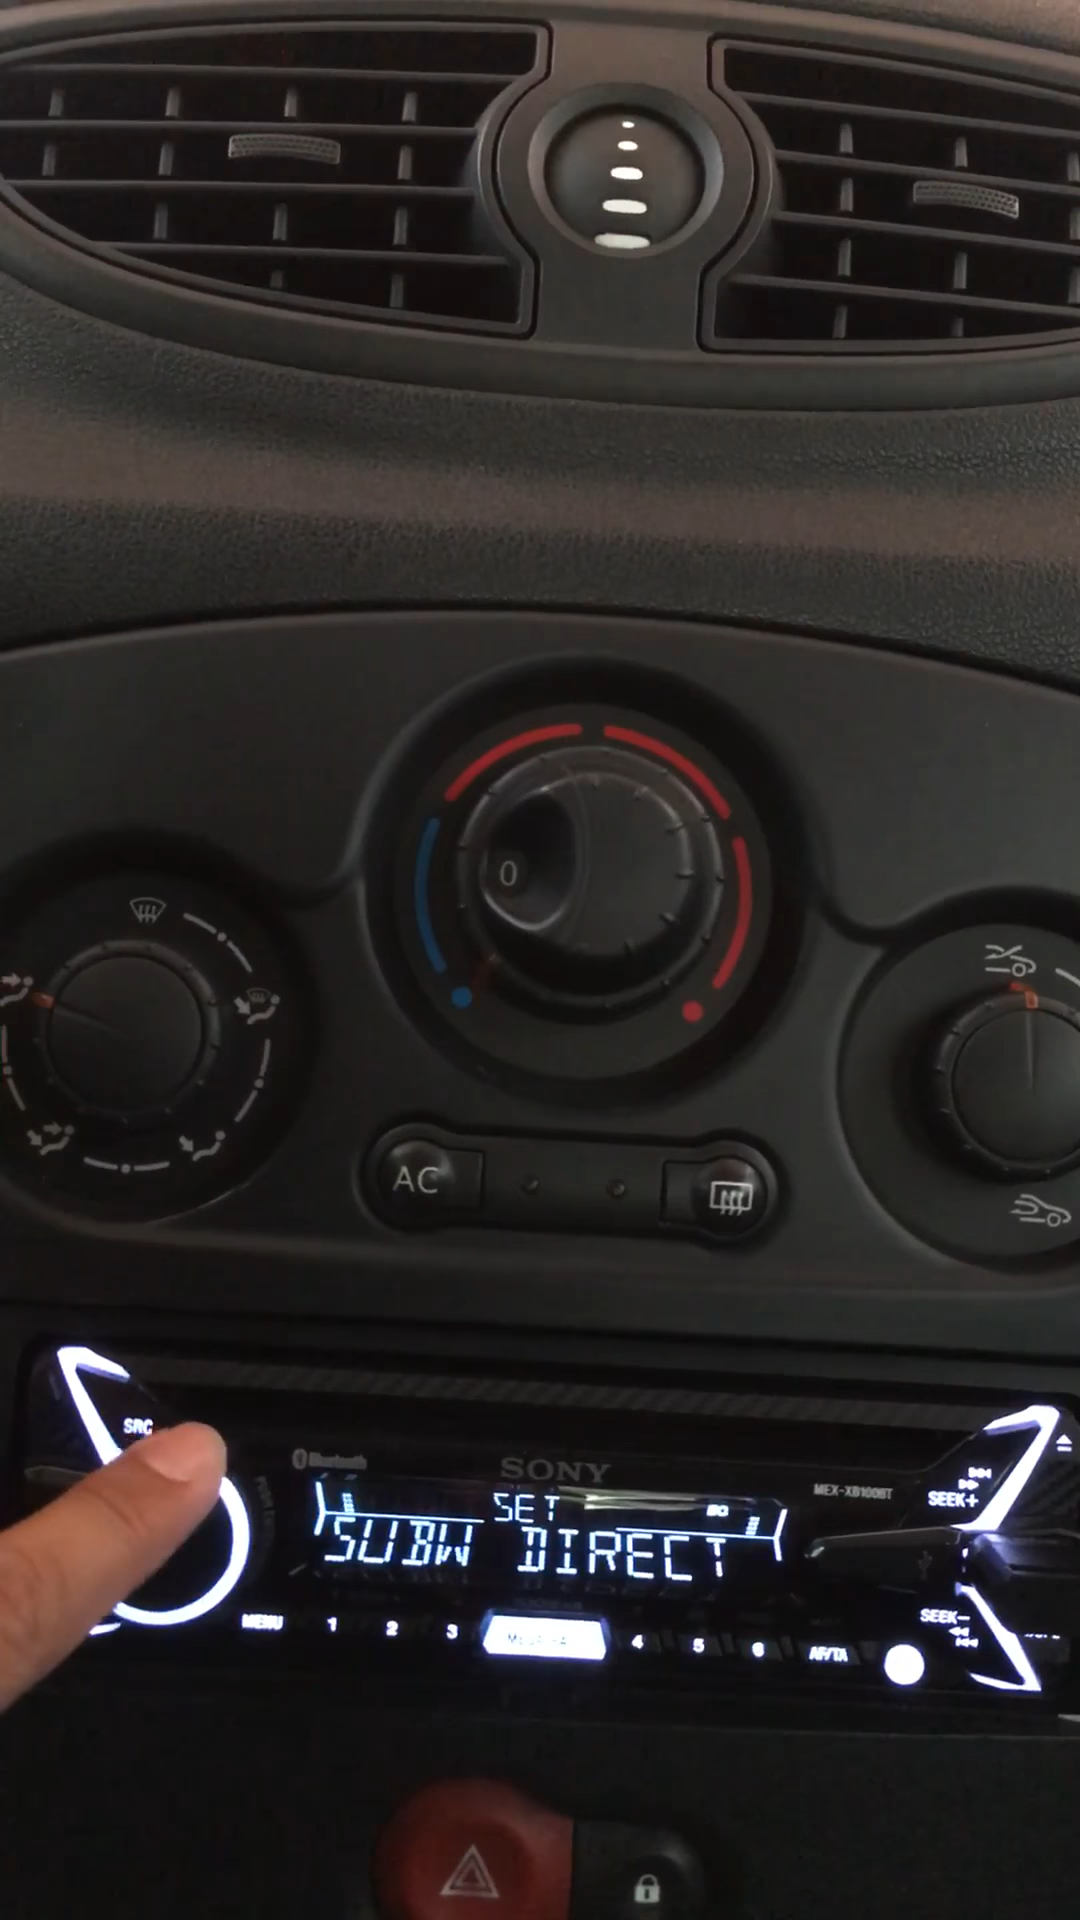 0
AC
SRC
Bluetooth
SONY
MEX-XB100BT
SEEK+
SET
EQ
SUBW DIRECT
SEEK-
MENU
1
2
3
4
5
6
AF/TA